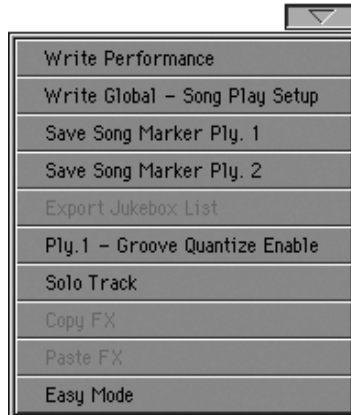 Write Performance
Write Global - Song Play Setup
Save Song Marker Ply. 1
Save Song Marker Ply. 2
Export Jukebox List
Ply.1 - Groove Quantize Enable
Solo Track
Copy FX
Paste FX
Easy Mode